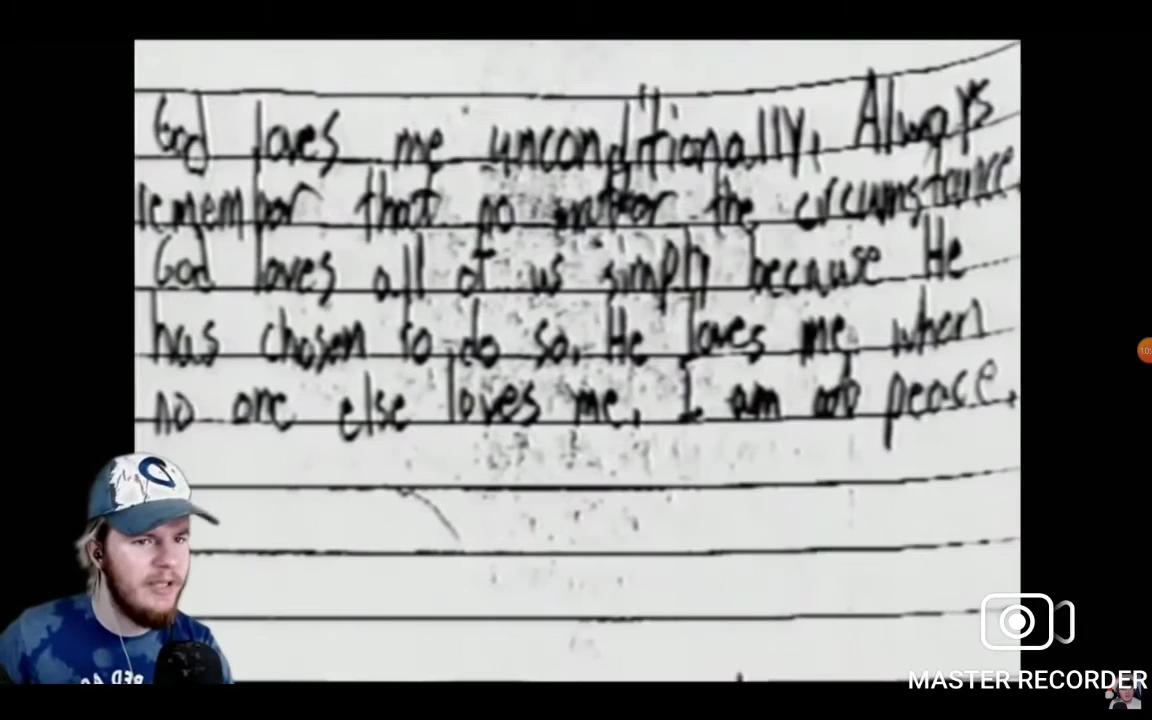 God loves me unconditionally, Always
remember that no matter the circumstance
God loves all of us simply because He
has chosen to do so. He loves me when
no one else loves me. I am at peace.
MASTER RECORDER